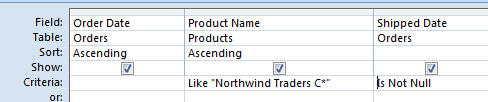 Field: Order Date Product Name Shipped Date
Table: Orders Products Orders
Sort: Ascending Ascending
Show:
Criteria: Like "Northwind Traders C*" Is Not Null
or: